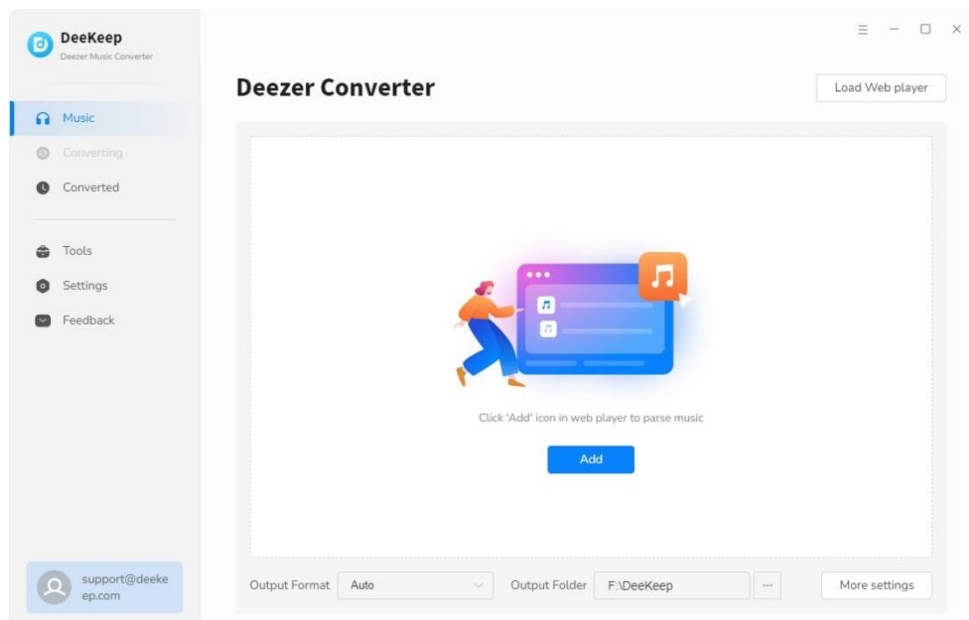 DeeKeep
Deezer Music Converter
Deezer Converter
Load Web player
Music
Converting
Converted
Tools
Settings
Feedback
Click 'Add' icon in web player to parse music
Add
support@deeke
ep.com
Output Format Auto Output Folder F:\DeeKeep ... More settings